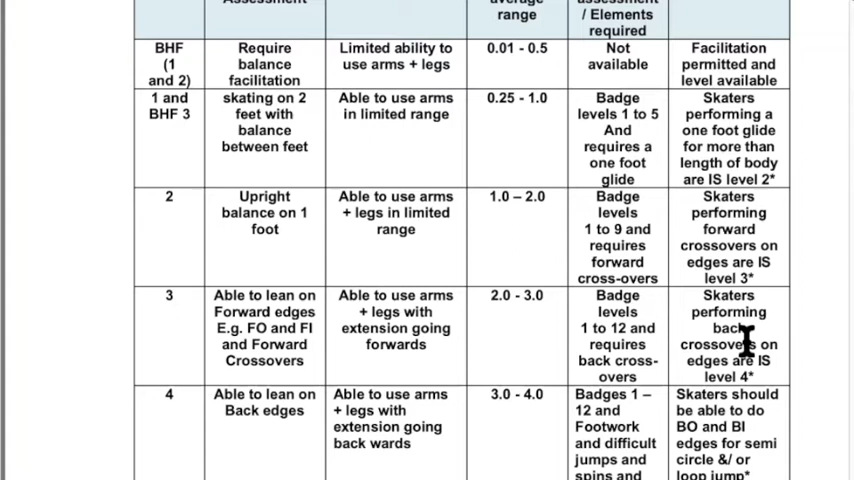 Assessment
average
range
assessment
/ Elements
required
BHF
(1
and 2)
Require
balance
facilitation
Limited ability to
use arms + legs
0.01 - 0.5
Not
available
Facilitation
permitted and
level available
1 and
BHF 3
skating on 2
feet with
balance
between feet
Able to use arms
in limited range
0.25 - 1.0
Badge
levels 1 to 5
And
requires a
one foot
glide
Skaters
performing a
one foot glide
for more than
length of body
are IS level 2*
2
Upright
balance on 1
foot
Able to use arms
+ legs in limited
range
1.0 – 2.0
Badge
levels
1 to 9 and
requires
forward
cross-overs
Skaters
performing
forward
crossovers on
edges are IS
level 3*
3
Able to lean on
Forward edges
E.g. FO and FI
and Forward
Crossovers
Able to use arms
+ legs with
extension going
forwards
2.0 - 3.0
Badge
levels
1 to 12 and
requires
back cross-
overs
Skaters
performing
back
crossovers on
edges are IS
level 4*
4
Able to lean on
Back edges
Able to use arms
+ legs with
extension going
back wards
3.0 - 4.0
Badges 1 –
12 and
Footwork
and difficult
jumps and
spins and
Skaters should
be able to do
BO and BI
edges for semi
circle &/ or
loop jump*